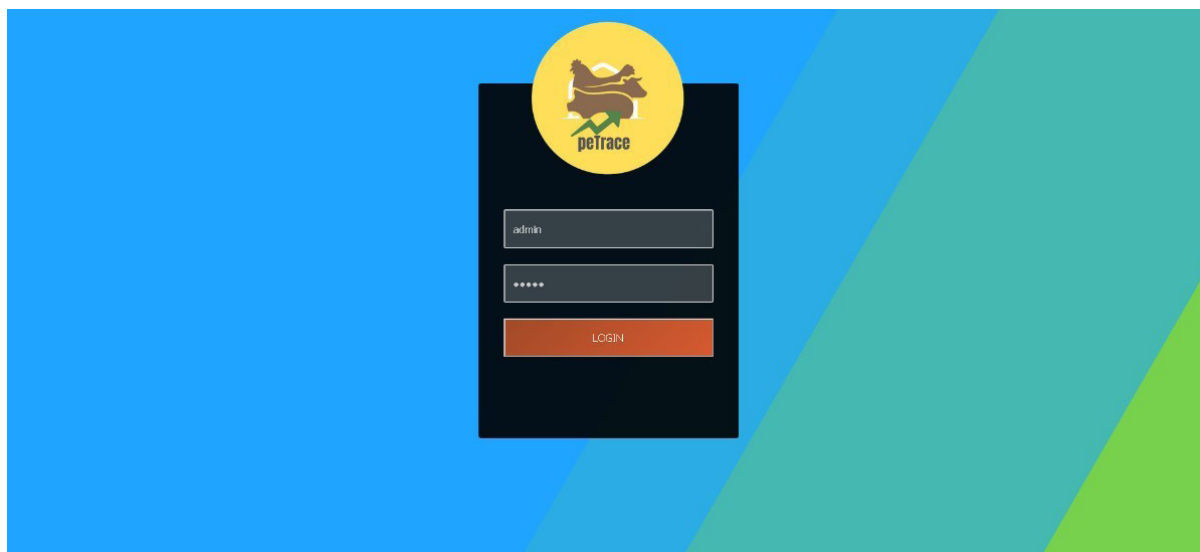 peTrace
admin
•••••
LOGIN